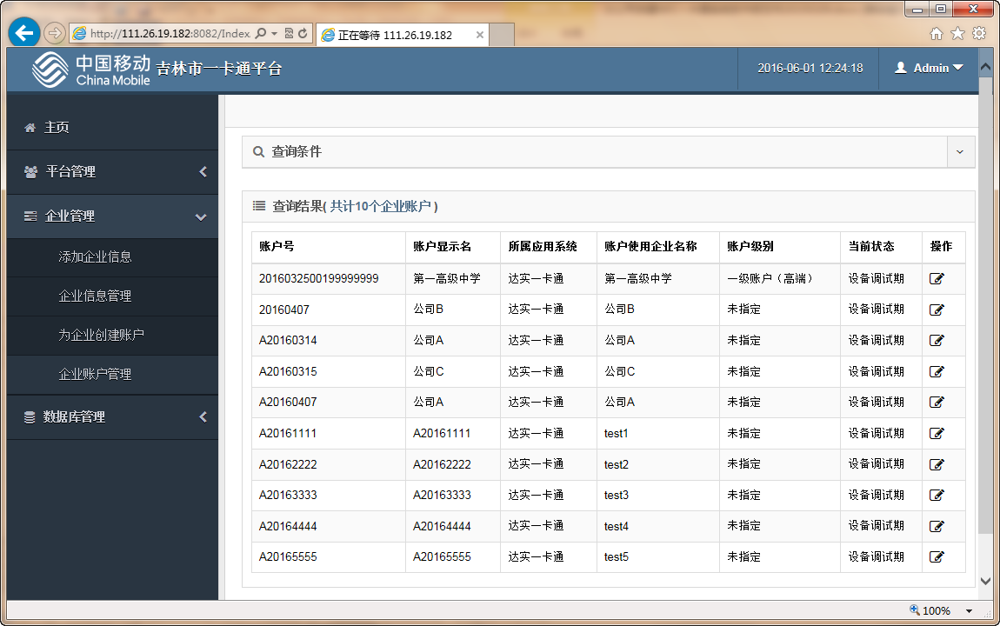 http://111.26.19.182:8082/Index.
正在等待 111.26.19.182
中国移动
China Mobile
吉林市一卡通平台
2016-06-01 12:24:18
Admin
主页
平台管理
企业管理
添加企业信息
企业信息管理
为企业创建账户
企业账户管理
数据库管理
查询条件
查询结果( 共计10个企业账户 )
账户号 账户显示名 所属应用系统 账户使用企业名称 账户级别 当前状态 操作
2016032500199999999 第一高级中学 达实一卡通 第一高级中学 一级账户（高端） 设备调试期
20160407 公司B 达实一卡通 公司B 未指定 设备调试期
A20160314 公司A 达实一卡通 公司A 未指定 设备调试期
A20160315 公司C 达实一卡通 公司C 未指定 设备调试期
A20160407 公司A 达实一卡通 公司A 未指定 设备调试期
A20161111 A20161111 达实一卡通 test1 未指定 设备调试期
A20162222 A20162222 达实一卡通 test2 未指定 设备调试期
A20163333 A20163333 达实一卡通 test3 未指定 设备调试期
A20164444 A20164444 达实一卡通 test4 未指定 设备调试期
A20165555 A20165555 达实一卡通 test5 未指定 设备调试期
100%